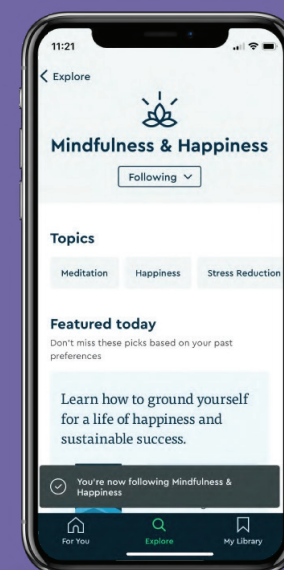 11:21
Explore
Mindfulness & Happiness
Following
Topics
Meditation Happiness Stress Reduction
Featured today
Don't miss these picks based on your past
preferences
Learn how to ground yourself
for a life of happiness and
sustainable success.
You're now following Mindfulness &
Happiness
For You Explore My Library